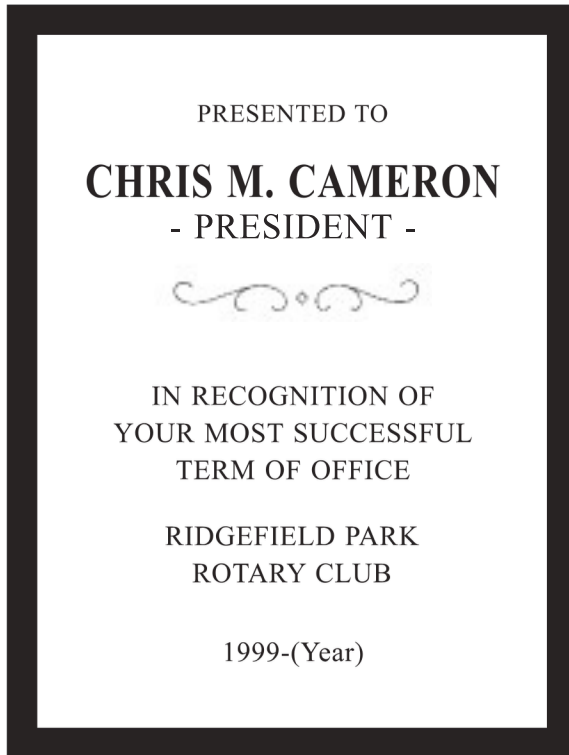 PRESENTED TO
CHRIS M. CAMERON
- PRESIDENT -
IN RECOGNITION OF
YOUR MOST SUCCESSFUL
TERM OF OFFICE
RIDGEFIELD PARK
ROTARY CLUB
1999-(Year)